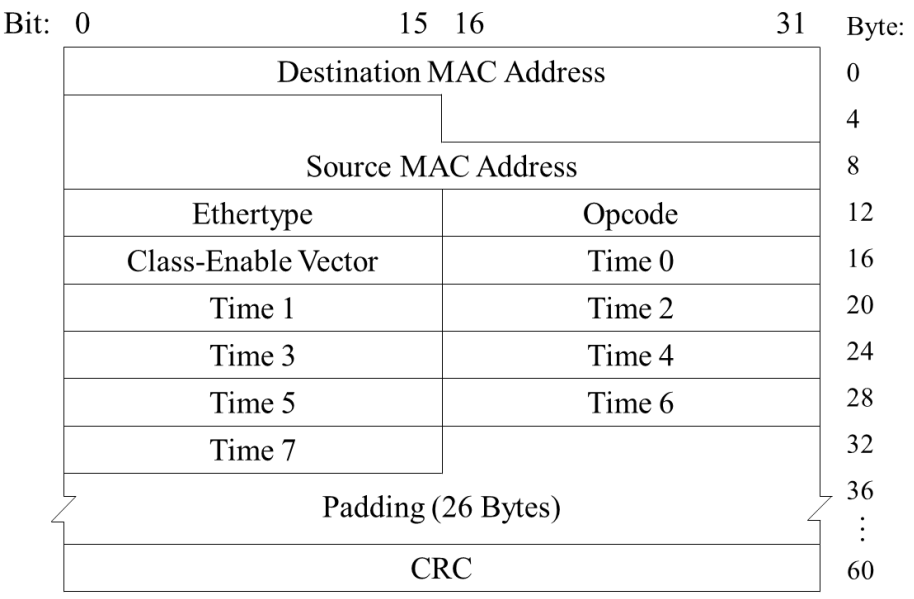 Bit: 0 15 16 31 Byte:
Destination MAC Address 0
4
Source MAC Address 8
Ethertype Opcode 12
Class-Enable Vector Time 0 16
Time 1 Time 2 20
Time 3 Time 4 24
Time 5 Time 6 28
Time 7 32
36
Padding (26 Bytes) ⋮
CRC 60